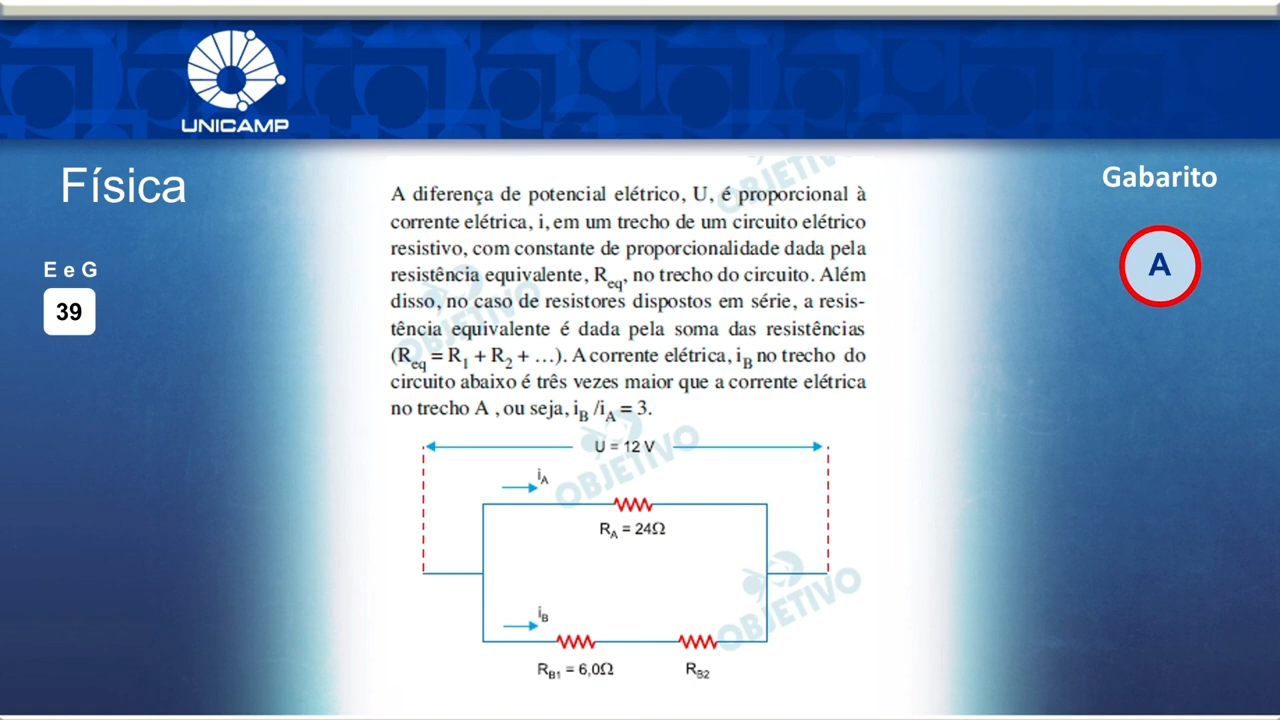 UNICAMP
Física
Gabarito
A
E e G
39
A diferença de potencial elétrico, U, é proporcional à
corrente elétrica, i, em um trecho de um circuito elétrico
resistivo, com constante de proporcionalidade dada pela
resistência equivalente, Req, no trecho do circuito. Além
disso, no caso de resistores dispostos em série, a resis-
tência equivalente é dada pela soma das resistências
(Req = R1 + R2 + …). A corrente elétrica, iB no trecho do
circuito abaixo é três vezes maior que a corrente elétrica
no trecho A , ou seja, iB /iA = 3.
U = 12 V
iA
RA = 24Ω
iB
RB1 = 6,0Ω
RB2
OBJETIVO
OBJETIVO
OBJETIVO
OBJETIVO